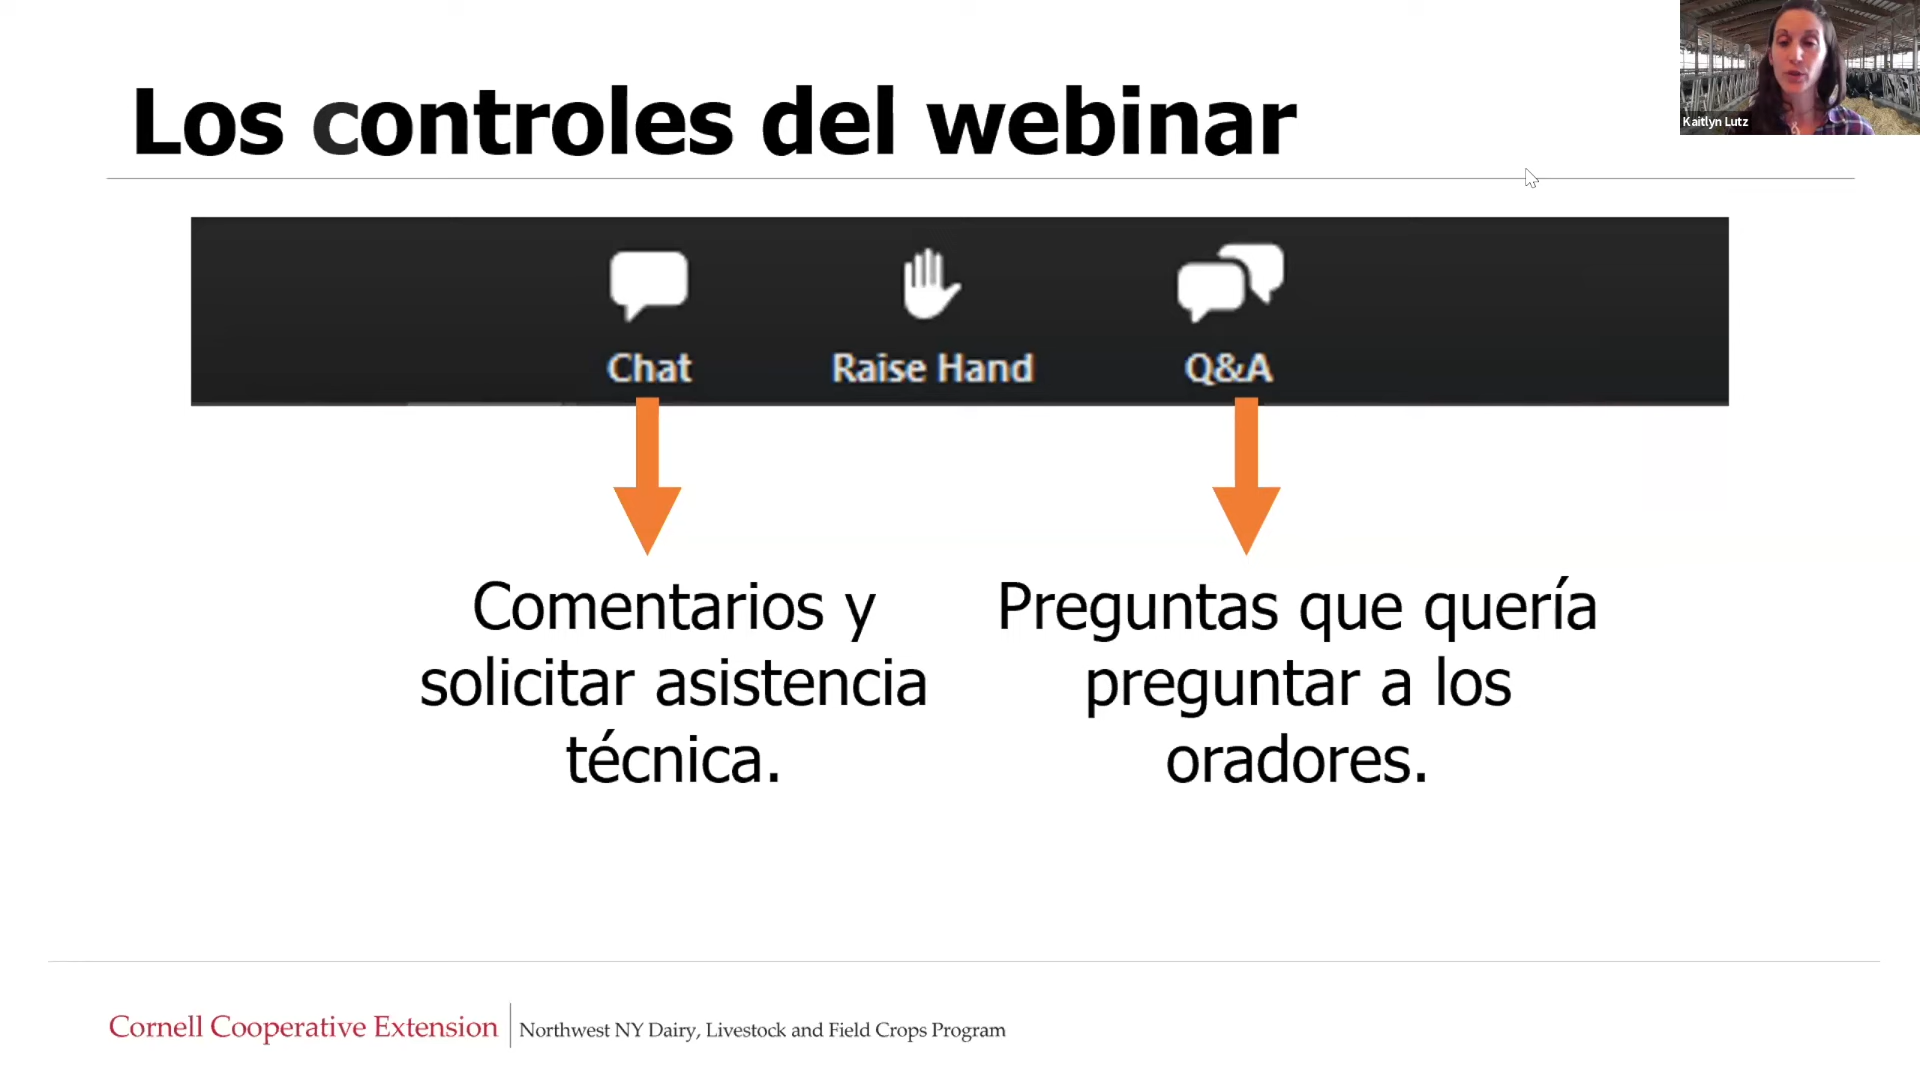 Los controles del webinar
Kaitlyn Lutz
Chat
Raise Hand
Q&A
Comentarios y
solicitar asistencia
técnica.
Preguntas que quería
preguntar a los
oradores.
Cornell Cooperative Extension | Northwest NY Dairy, Livestock and Field Crops Program